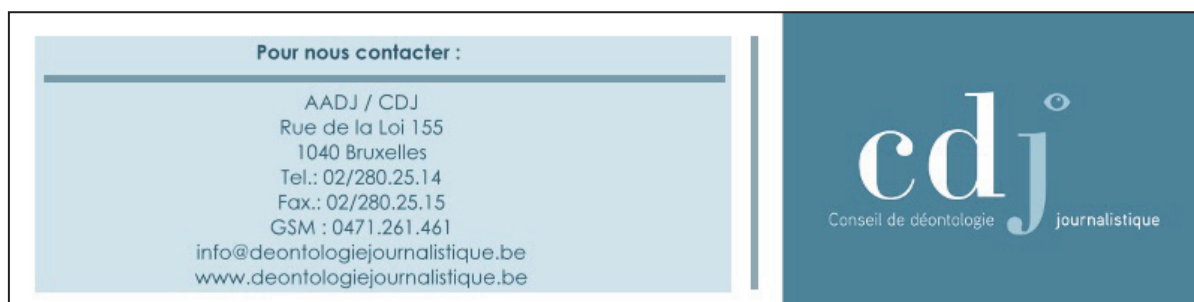 Pour nous contacter :
AADJ / CDJ
Rue de la Loi 155
1040 Bruxelles
Tel.: 02/280.25.14
Fax.: 02/280.25.15
GSM : 0471.261.461
info@deontologiejournalistique.be
www.deontologiejournalistique.be
cdj
Conseil de déontologie journalistique